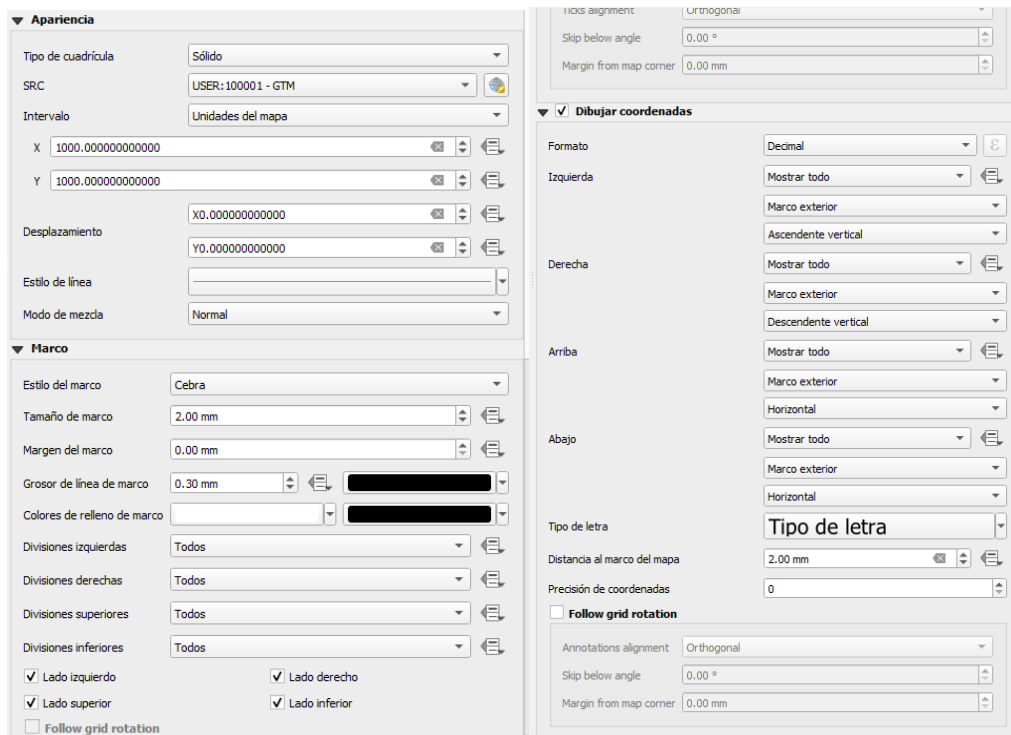 Apariencia
Tipo de cuadrícula Sólido
SRC USER:100001 - GTM
Intervalo Unidades del mapa
X 1000.000000000000
Y 1000.000000000000
Desplazamiento X0.000000000000
Y0.000000000000
Estilo de línea
Modo de mezcla Normal
Marco
Estilo del marco Cebra
Tamaño de marco 2.00 mm
Margen del marco 0.00 mm
Grosor de línea de marco 0.30 mm
Colores de relleno de marco
Divisiones izquierdas Todos
Divisiones derechas Todos
Divisiones superiores Todos
Divisiones inferiores Todos
Lado izquierdo Lado derecho
Lado superior Lado inferior
Follow grid rotation
Ticks alignment Orthogonal
Skip below angle 0.00 °
Margin from map corner 0.00 mm
Dibujar coordenadas
Formato Decimal ε
Izquierda Mostrar todo
Marco exterior
Ascendente vertical
Derecha Mostrar todo
Marco exterior
Descendente vertical
Arriba Mostrar todo
Marco exterior
Horizontal
Abajo Mostrar todo
Marco exterior
Horizontal
Tipo de letra Tipo de letra
Distancia al marco del mapa 2.00 mm
Precisión de coordenadas 0
Follow grid rotation
Annotations alignment Orthogonal
Skip below angle 0.00 °
Margin from map corner 0.00 mm